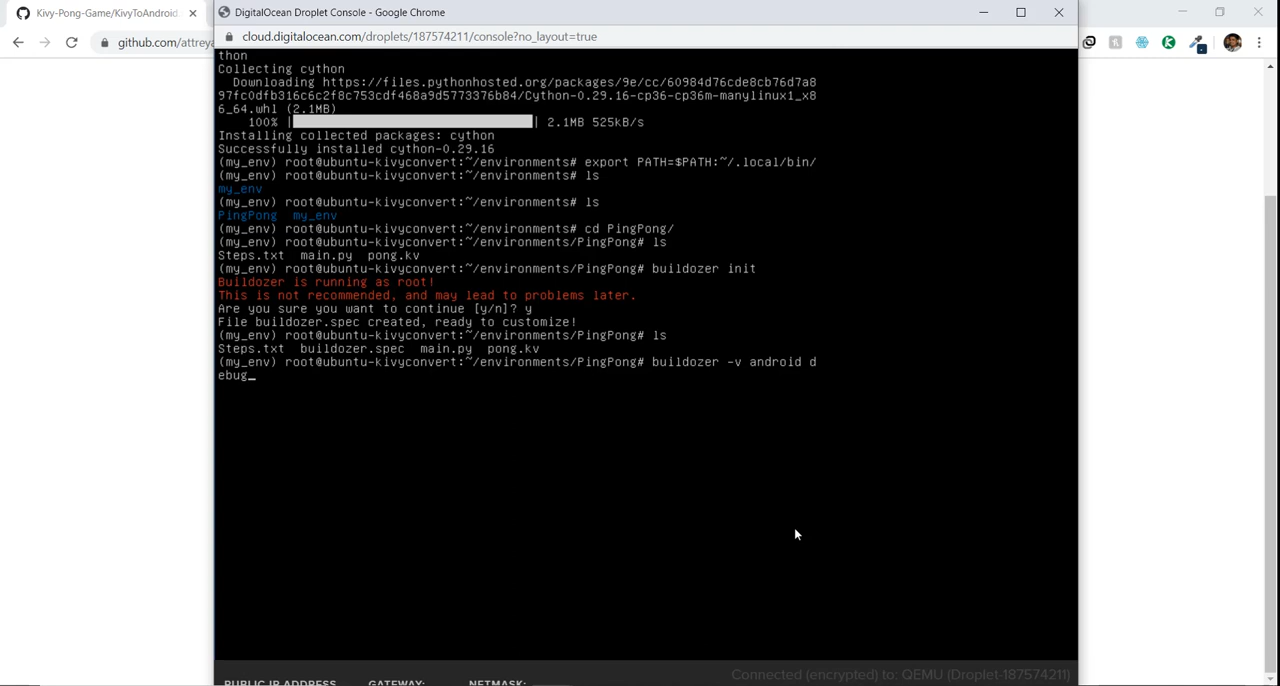 Kivy-Pong-Game/KivyToAndroid.
DigitalOcean Droplet Console - Google Chrome
github.com/attreya
cloud.digitalocean.com/droplets/187574211/console?no_layout=true
thon
Collecting cython
Downloading https://files.pythonhosted.org/packages/9e/cc/60984d76cde8cb76d7a8
97fc0dfb316c6c2f8c753cdf468a9d5773376b84/Cython-0.29.16-cp36-cp36m-manylinux1_x8
6_64.whl (2.1MB)
100% | | 2.1MB 525kB/s
Installing collected packages: cython
Successfully installed cython-0.29.16
(my_env) root@ubuntu-kivyconvert:~/environments# export PATH=$PATH:~/.local/bin/
(my_env) root@ubuntu-kivyconvert:~/environments# ls
my_env
(my_env) root@ubuntu-kivyconvert:~/environments# ls
PingPong my_env
(my_env) root@ubuntu-kivyconvert:~/environments# cd PingPong/
(my_env) root@ubuntu-kivyconvert:~/environments/PingPong# ls
Steps.txt main.py pong.kv
(my_env) root@ubuntu-kivyconvert:~/environments/PingPong# buildozer init
Buildozer is running as root!
This is not recommended, and may lead to problems later.
Are you sure you want to continue [y/n]? y
File buildozer.spec created, ready to customize!
(my_env) root@ubuntu-kivyconvert:~/environments/PingPong# ls
Steps.txt buildozer.spec main.py pong.kv
(my_env) root@ubuntu-kivyconvert:~/environments/PingPong# buildozer -v android d
ebug_
Connected (encrypted) to: QEMU (Droplet-187574211)
PUBLIC IP ADDRESS GATEWAY: NETMASK: